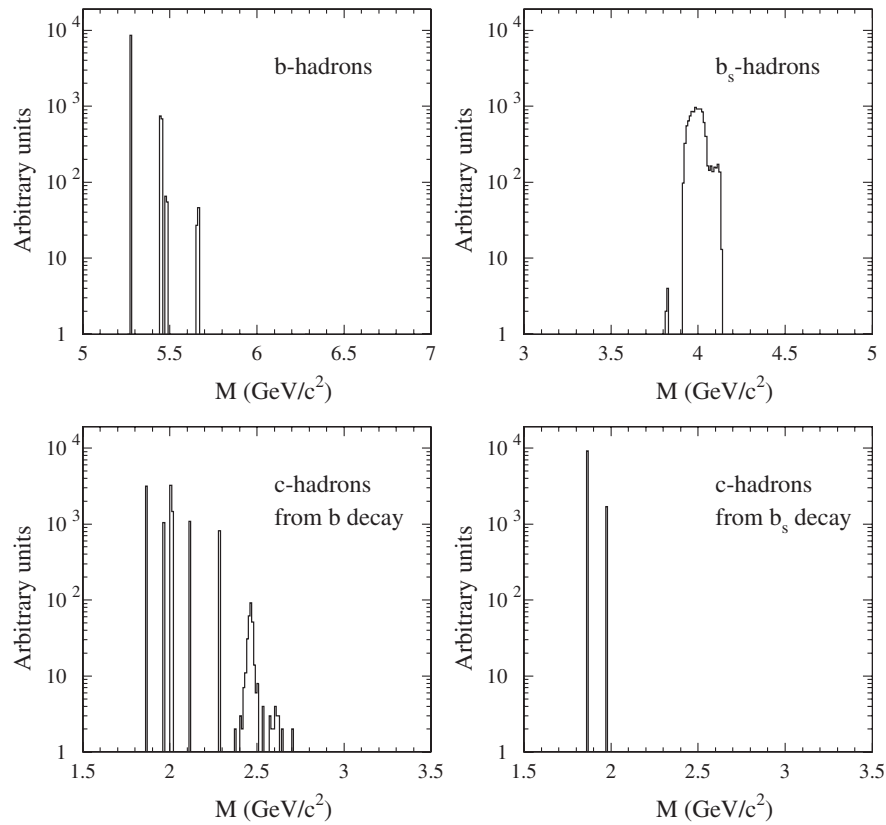 Arbitrary units
10^4
10^3
10^2
10
1
b-hadrons
5 5.5 6 6.5 7
M (GeV/c^2)
Arbitrary units
10^4
10^3
10^2
10
1
b_s-hadrons
3 3.5 4 4.5 5
M (GeV/c^2)
Arbitrary units
10^4
10^3
10^2
10
1
c-hadrons
from b decay
1.5 2 2.5 3 3.5
M (GeV/c^2)
Arbitrary units
10^4
10^3
10^2
10
1
c-hadrons
from b_s decay
1.5 2 2.5 3 3.5
M (GeV/c^2)